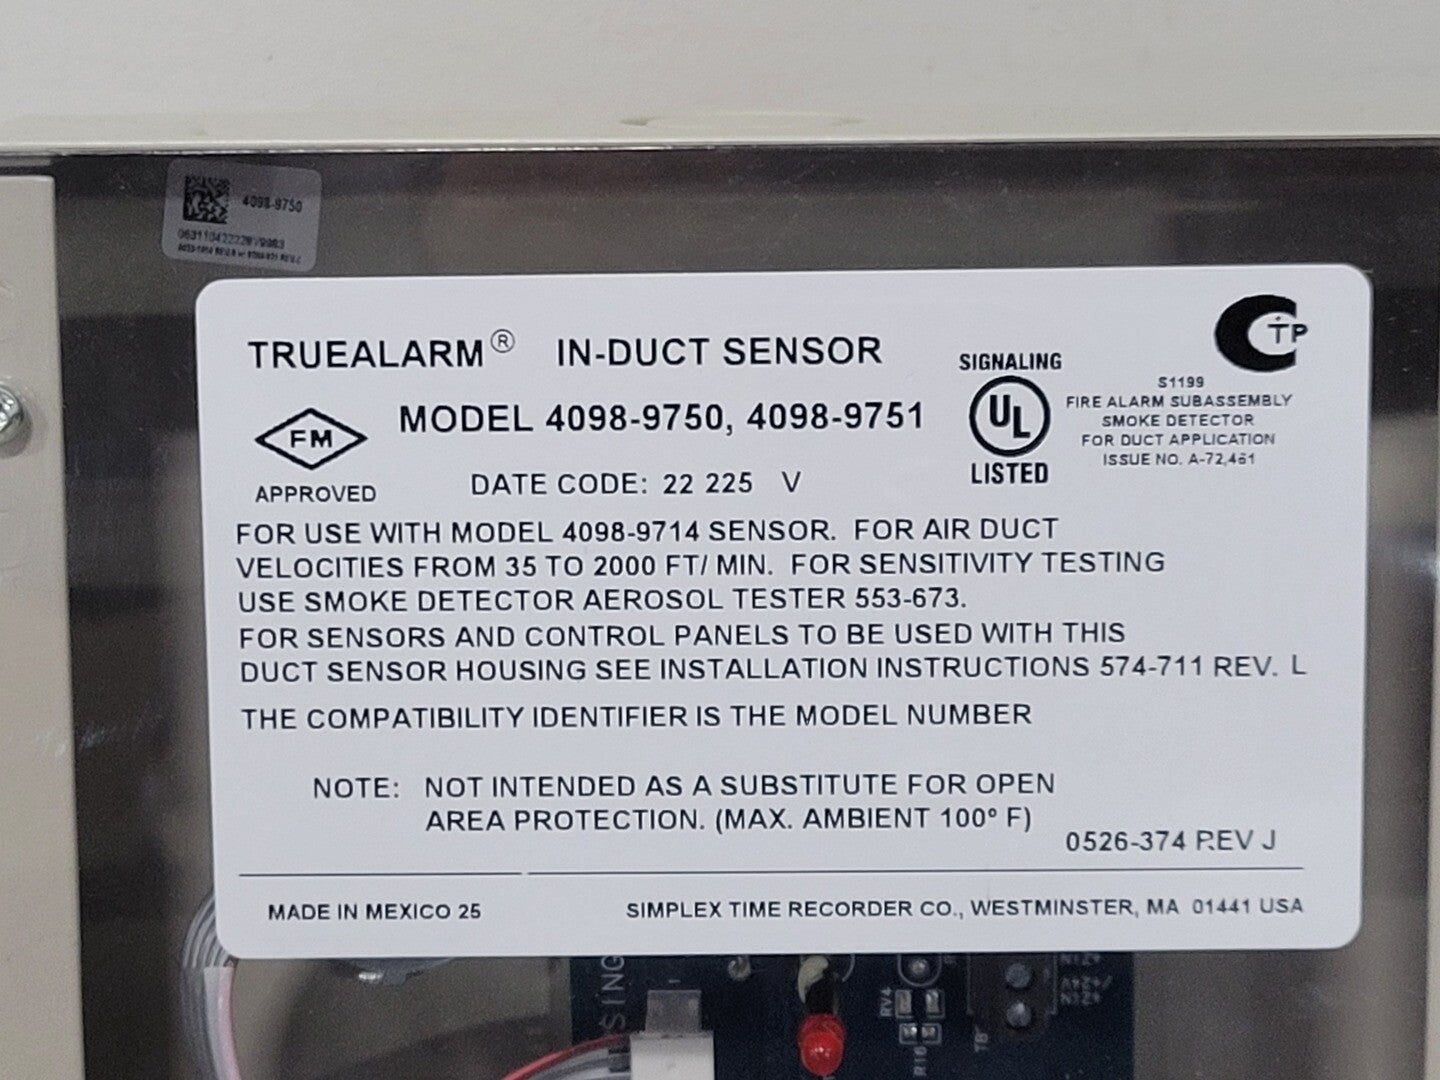 4098-9750
TRUEALARM® IN-DUCT SENSOR
MODEL 4098-9750, 4098-9751
DATE CODE: 22 225 V
FM
APPROVED
SIGNALING
UL
LISTED
TP
S1199
FIRE ALARM SUBASSEMBLY
SMOKE DETECTOR
FOR DUCT APPLICATION
ISSUE NO. A-72,461
FOR USE WITH MODEL 4098-9714 SENSOR. FOR AIR DUCT
VELOCITIES FROM 35 TO 2000 FT/ MIN. FOR SENSITIVITY TESTING
USE SMOKE DETECTOR AEROSOL TESTER 553-673.
FOR SENSORS AND CONTROL PANELS TO BE USED WITH THIS
DUCT SENSOR HOUSING SEE INSTALLATION INSTRUCTIONS 574-711 REV. L
THE COMPATIBILITY IDENTIFIER IS THE MODEL NUMBER
NOTE: NOT INTENDED AS A SUBSTITUTE FOR OPEN
AREA PROTECTION. (MAX. AMBIENT 100° F)
0526-374 REV J
MADE IN MEXICO 25
SIMPLEX TIME RECORDER CO., WESTMINSTER, MA 01441 USA
SING
RV4
R16